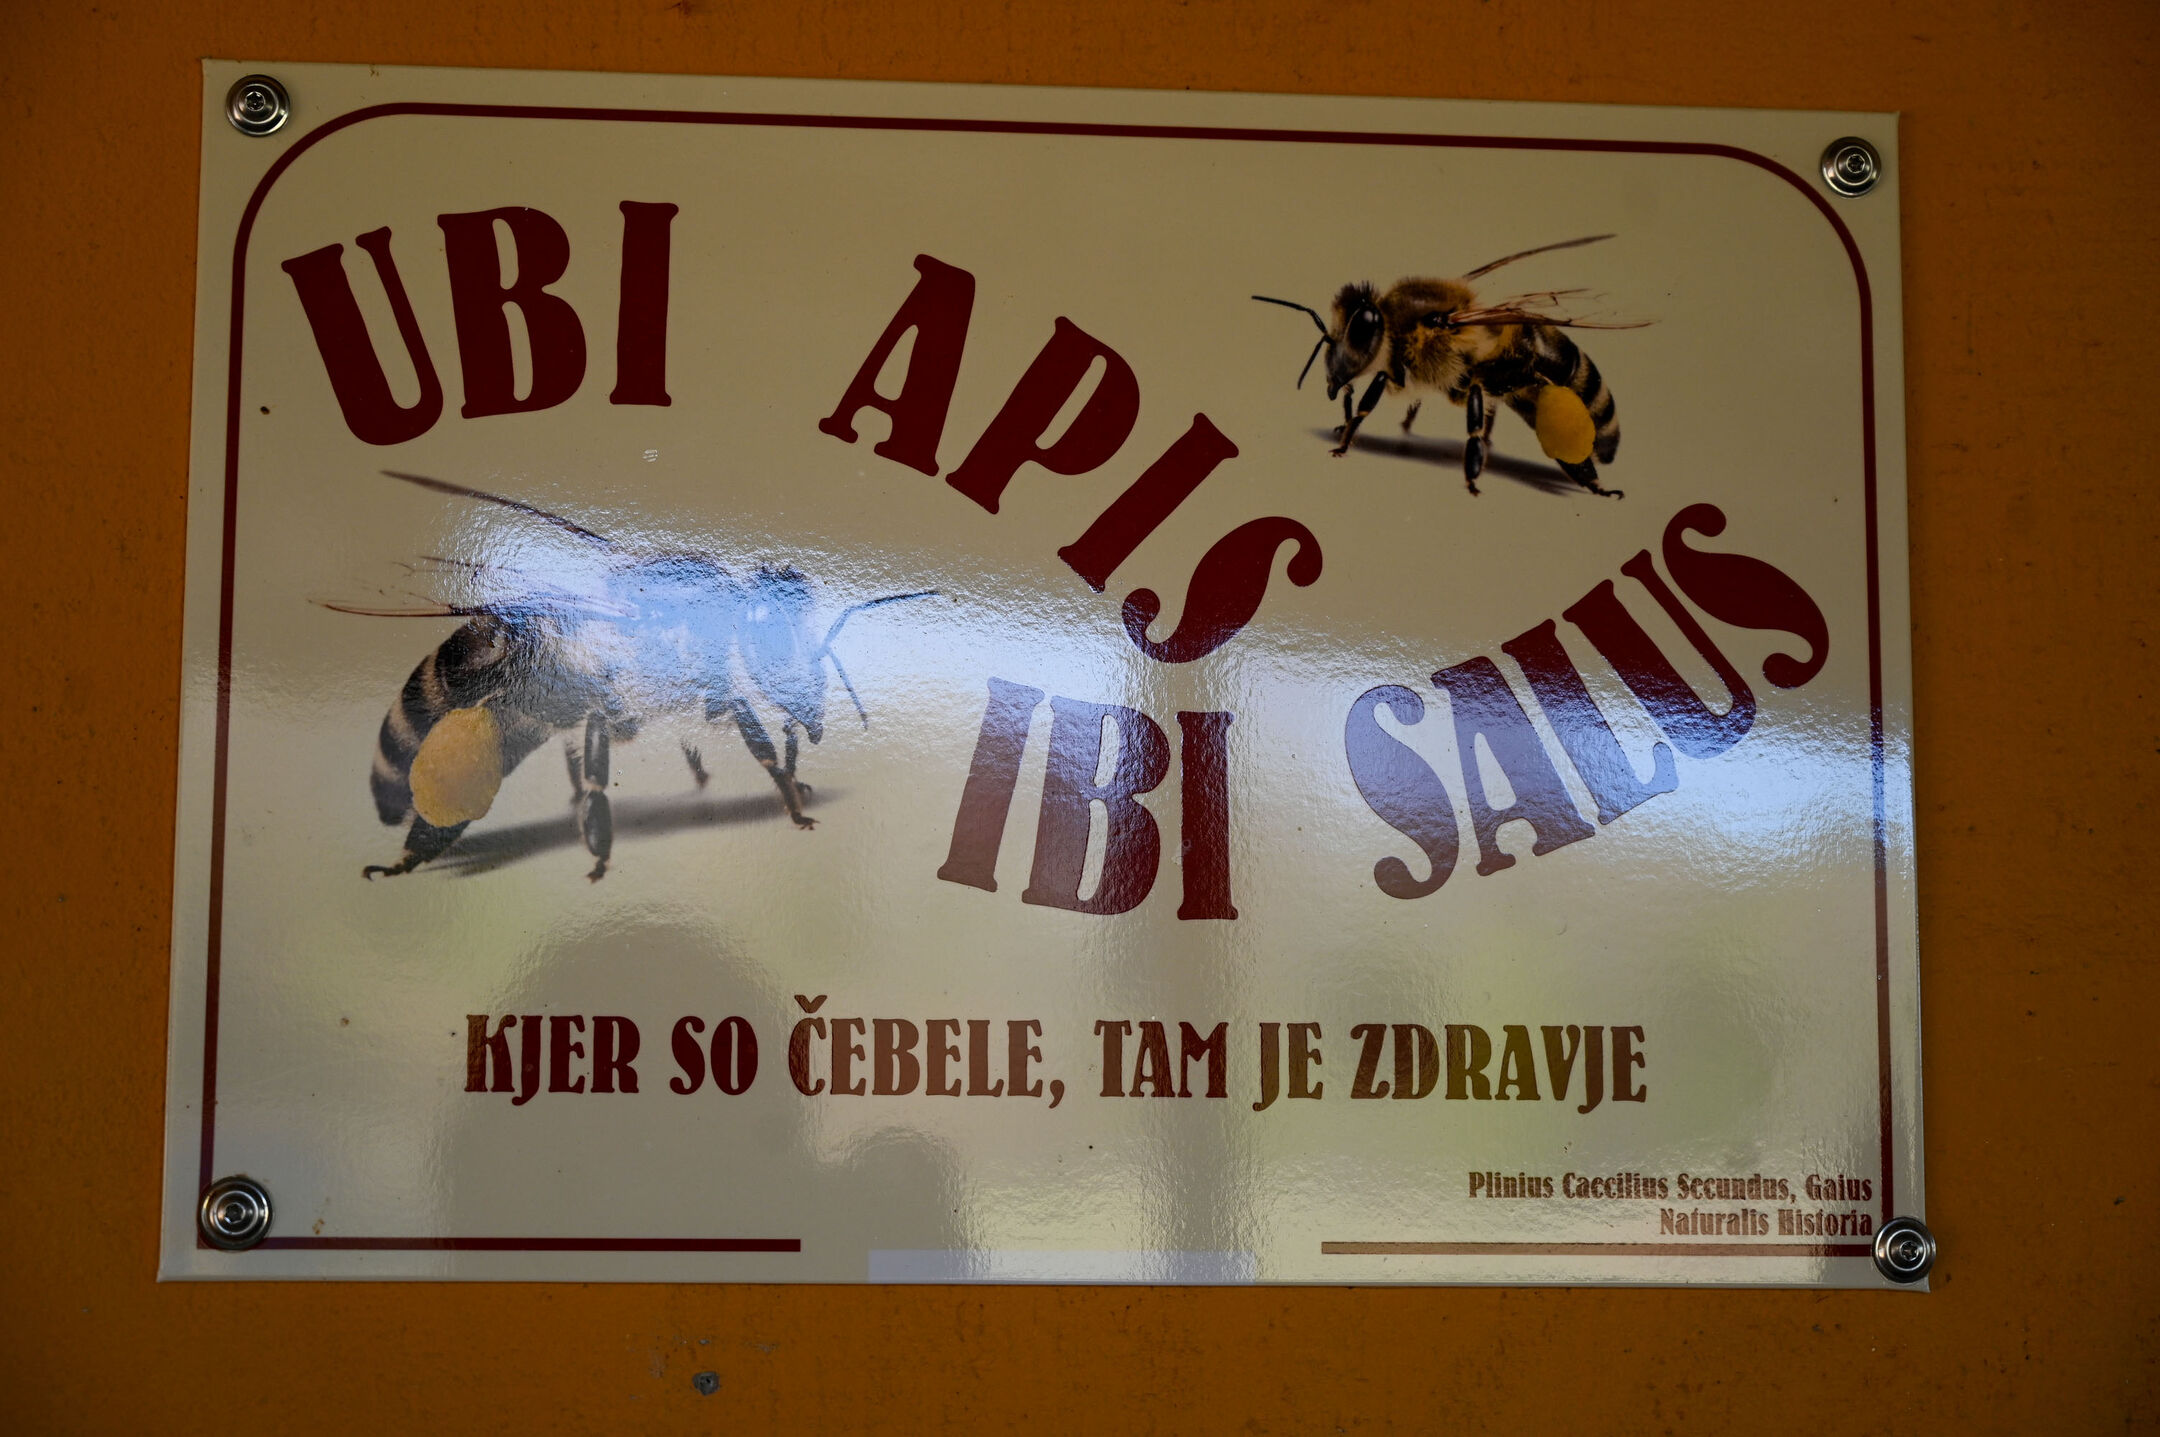 UBI APIS
IBI SALUS
KJER SO ČEBELE, TAM JE ZDRAVJE
Plinius Caecilius Secundus, Gaius
Naturalis Historia